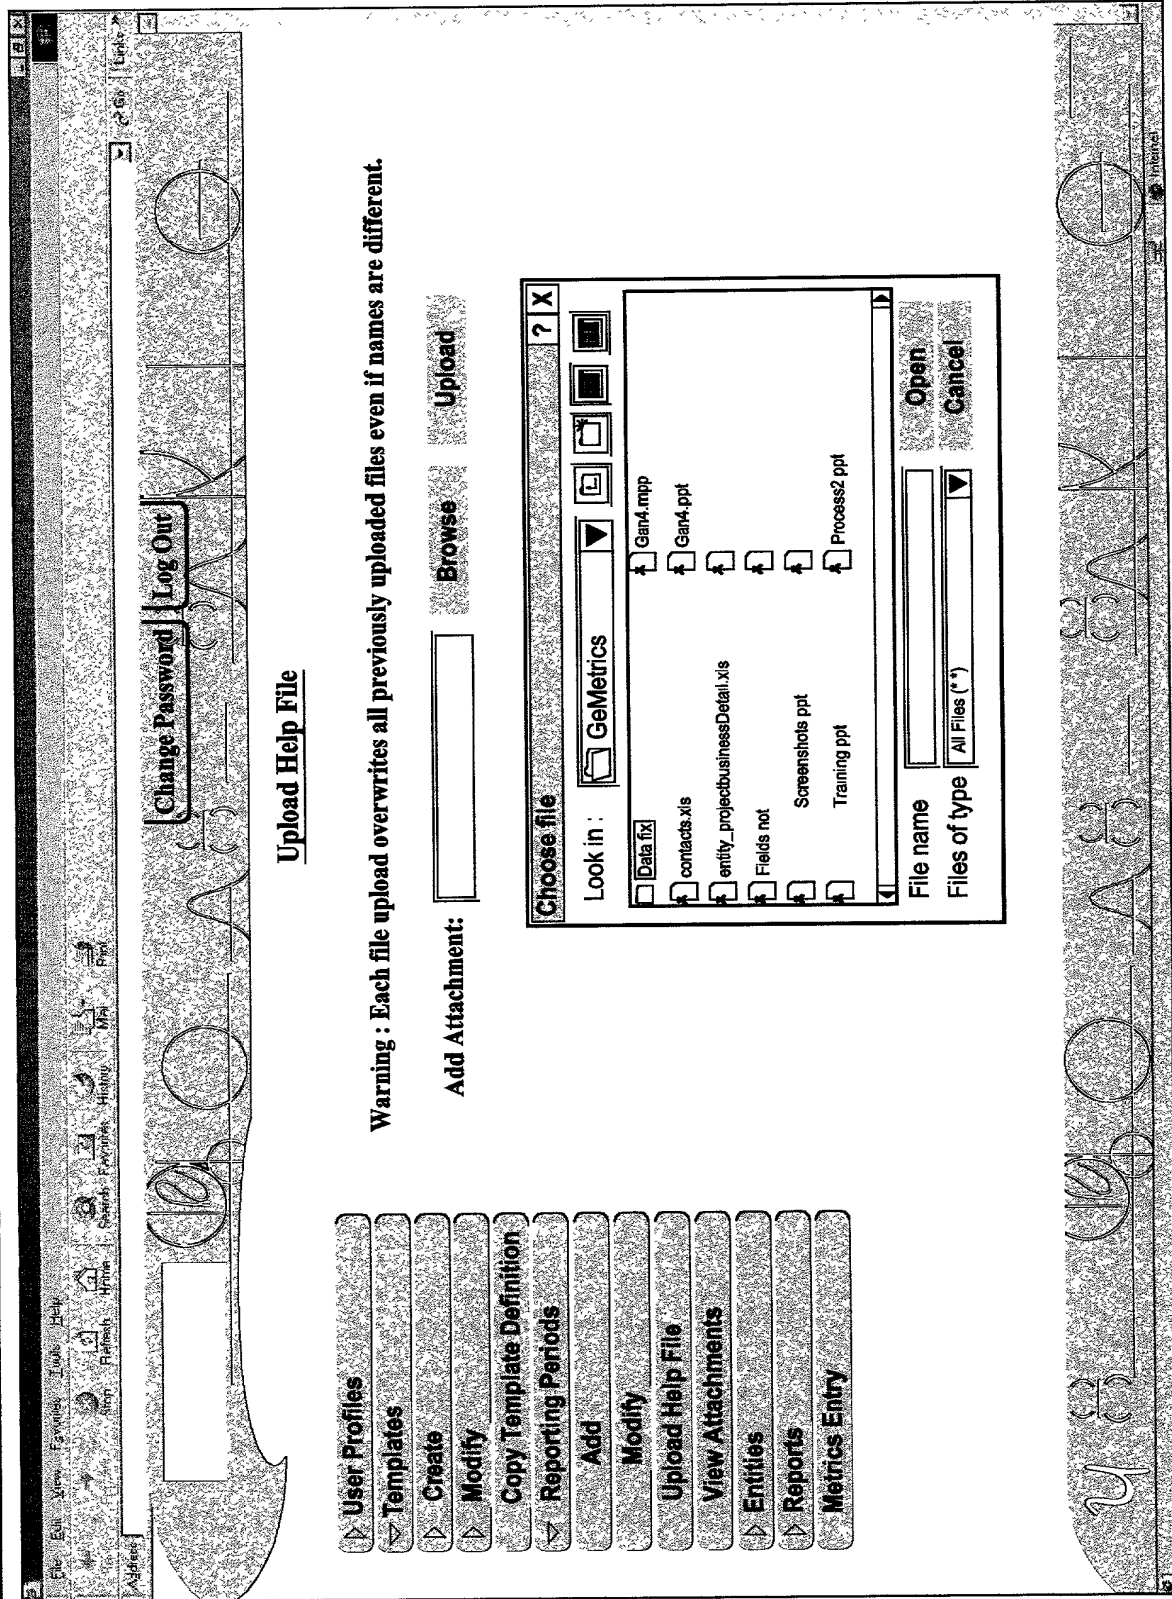 File Edit View Favorites Tools Help
Stop Refresh Home Search Favorites History Mail Print
Address Go Links
Change Password Log Out
Upload Help File
Warning : Each file upload overwrites all previously uploaded files even if names are different.
Add Attachment: Browse Upload
User Profiles
Templates
Create
Modify
Copy Template Definition
Reporting Periods
Add
Modify
Upload Help File
View Attachments
Entities
Reports
Metrics Entry
Choose file ? X
Look in : GeMetrics
Data fix Gan4.mpp
contacts.xls Gan4.ppt
entity_projectbusinessDetail.xls
Fields not
Screenshots ppt
Training ppt Process2 ppt
File name Open
Files of type All Files (* *) Cancel
Internet